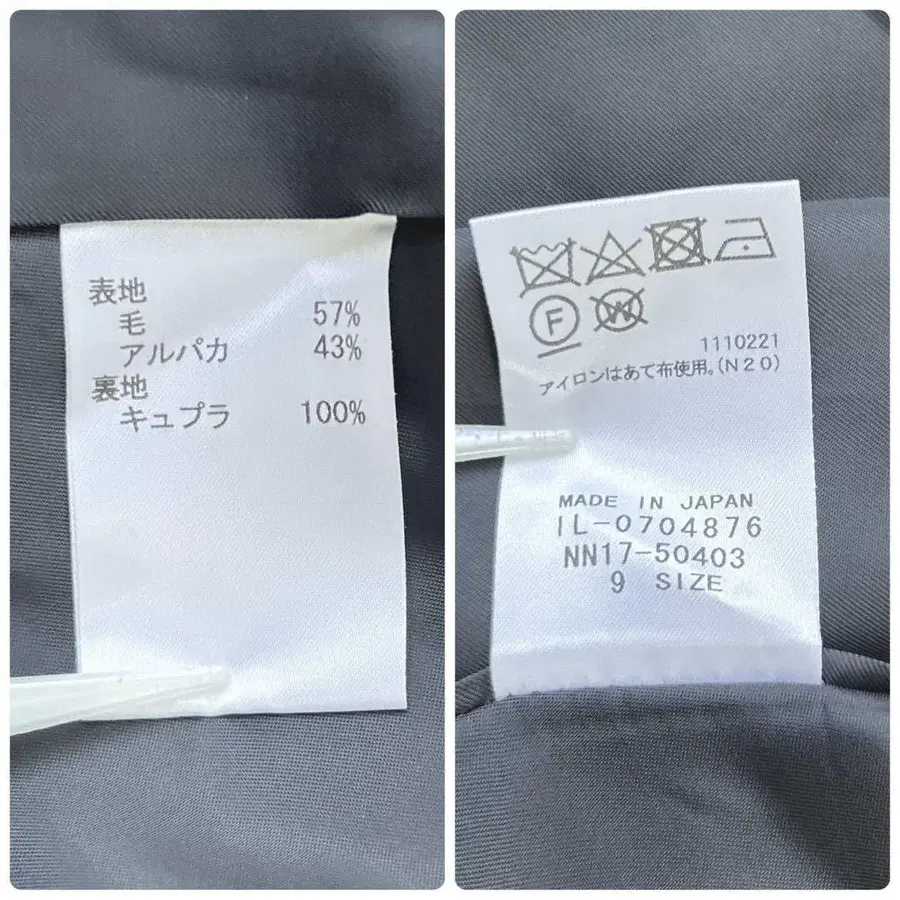 表地
毛 57%
アルパカ 43%
裏地
キュプラ 100%
F W
1110221
アイロンはあて布使用。(N20)
MADE IN JAPAN
IL-0704876
NN17-50403
9 SIZE